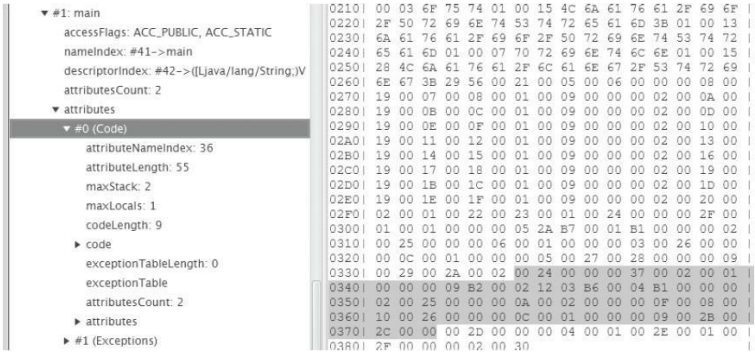 ▼ #1: main
accessFlags: ACC_PUBLIC, ACC_STATIC
nameIndex: #41->main
descriptorIndex: #42->([Ljava/lang/String;)V
attributesCount: 2
▼ attributes
▼ #0 (Code)
attributeNameIndex: 36
attributeLength: 55
maxStack: 2
maxLocals: 1
codeLength: 9
▶ code
exceptionTableLength: 0
exceptionTable
attributesCount: 2
▶ attributes
▶ #1 (Exceptions)
0210| 00 03 6F 75 74 01 00 15 4C 6A 61 76 61 2F 69 6F |
0220| 2F 50 72 69 6E 74 53 74 72 65 61 6D 3B 01 00 13 |
0230| 6A 61 76 61 2F 69 6F 2F 50 72 69 6E 74 53 74 72 |
0240| 65 61 6D 01 00 07 70 72 69 6E 74 6C 6E 01 00 15 |
0250| 28 4C 6A 61 76 61 2F 6C 61 6E 67 2F 53 74 72 69 |
0260| 6E 67 3B 29 56 00 21 00 05 00 06 00 00 00 08 00 |
0270| 19 00 07 00 08 00 01 00 09 00 00 00 02 00 0A 00 |
0280| 19 00 0B 00 0C 00 01 00 09 00 00 00 02 00 0D 00 |
0290| 19 00 0E 00 0F 00 01 00 09 00 00 00 02 00 10 00 |
02A0| 19 00 11 00 12 00 01 00 09 00 00 00 02 00 13 00 |
02B0| 19 00 14 00 15 00 01 00 09 00 00 00 02 00 16 00 |
02C0| 19 00 17 00 18 00 01 00 09 00 00 00 02 00 19 00 |
02D0| 19 00 1B 00 1C 00 01 00 09 00 00 00 02 00 1D 00 |
02E0| 19 00 1E 00 1F 00 01 00 09 00 00 00 02 00 20 00 |
02F0| 02 00 01 00 22 00 23 00 01 00 24 00 00 00 2F 00 |
0300| 01 00 01 00 00 00 05 2A B7 00 01 B1 00 00 00 02 |
0310| 00 25 00 00 00 06 00 01 00 00 00 03 00 26 00 00 |
0320| 00 0C 00 01 00 00 00 05 00 27 00 28 00 00 00 09 |
0330| 00 29 00 2A 00 02 00 24 00 00 00 37 00 02 00 01 |
0340| 00 00 00 09 B2 00 02 12 03 B6 00 04 B1 00 00 00 |
0350| 02 00 25 00 00 00 0A 00 02 00 00 00 0F 00 08 00 |
0360| 10 00 26 00 00 00 0C 00 01 00 00 00 09 00 2B 00 |
0370| 2C 00 00 00 2D 00 00 00 04 00 01 00 2E 00 01 00 |
0380| 2F 00 00 00 02 00 30